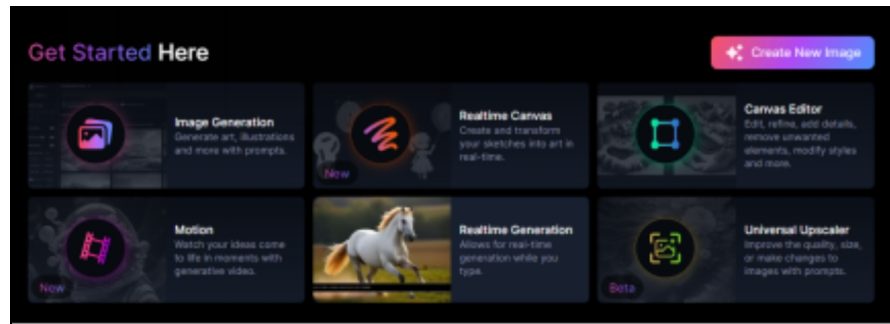 Get Started Here
Create New Image
Image Generation
Generate art, illustrations
and more with prompts.
Realtime Canvas
Create and transform
your sketches into art in
real-time.
New
Canvas Editor
Edit, refine, add details,
remove unwanted
elements, modify styles
and more.
Motion
Watch your ideas come
to life in moments with
generative video.
New
Realtime Generation
Allows for real-time
generation while you
type.
Universal Upscaler
Improve the quality, size,
or make changes to
images with prompts.
Beta